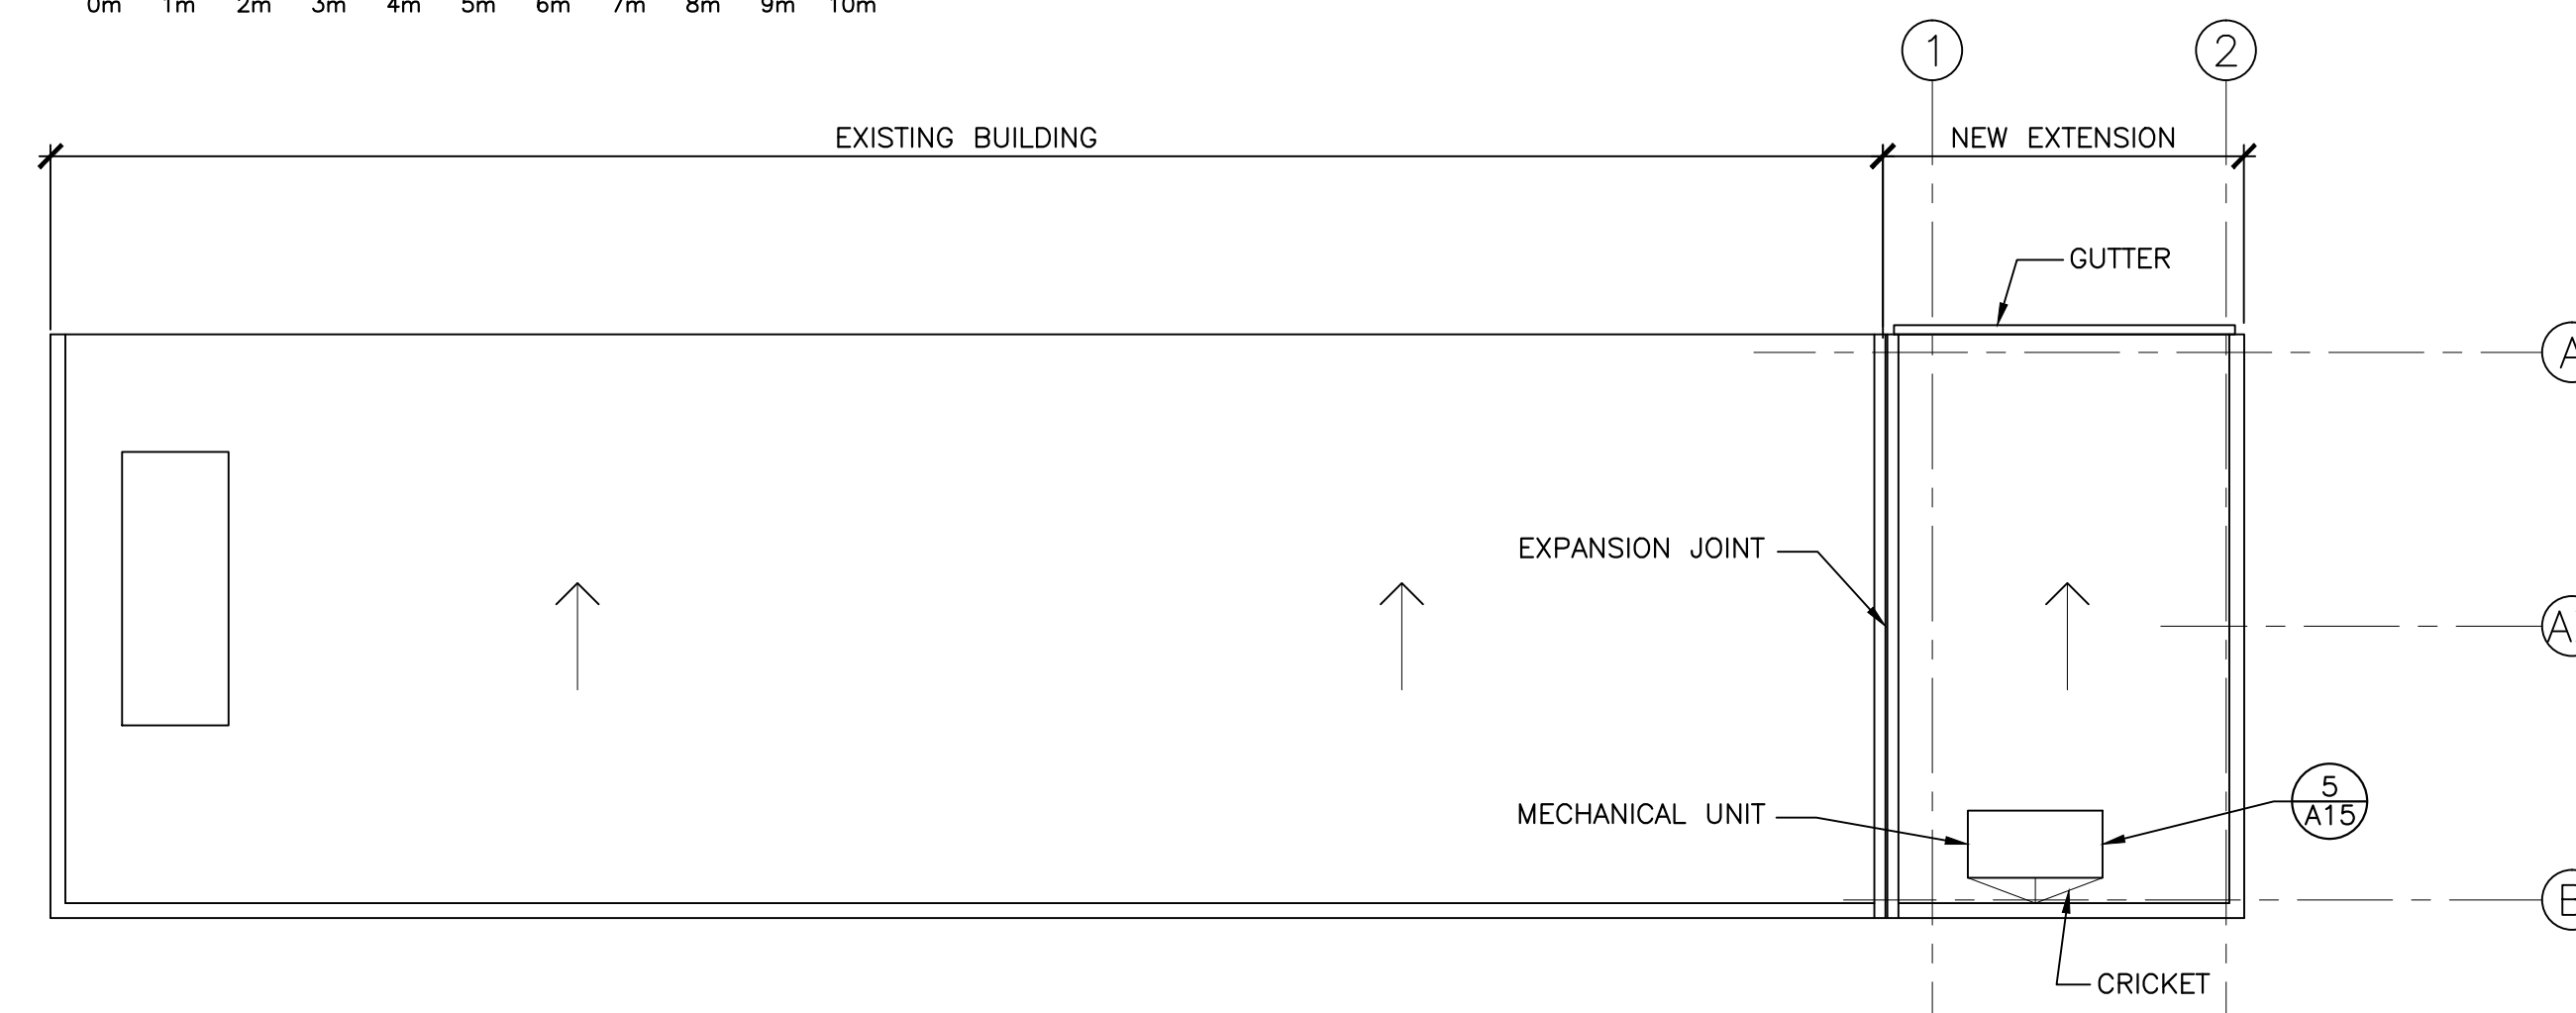 0m 1m 2m 3m 4m 5m 6m 7m 8m 9m 10m
1 2
EXISTING BUILDING NEW EXTENSION
GUTTER
A
EXPANSION JOINT
A
MECHANICAL UNIT
5
A15
B
CRICKET